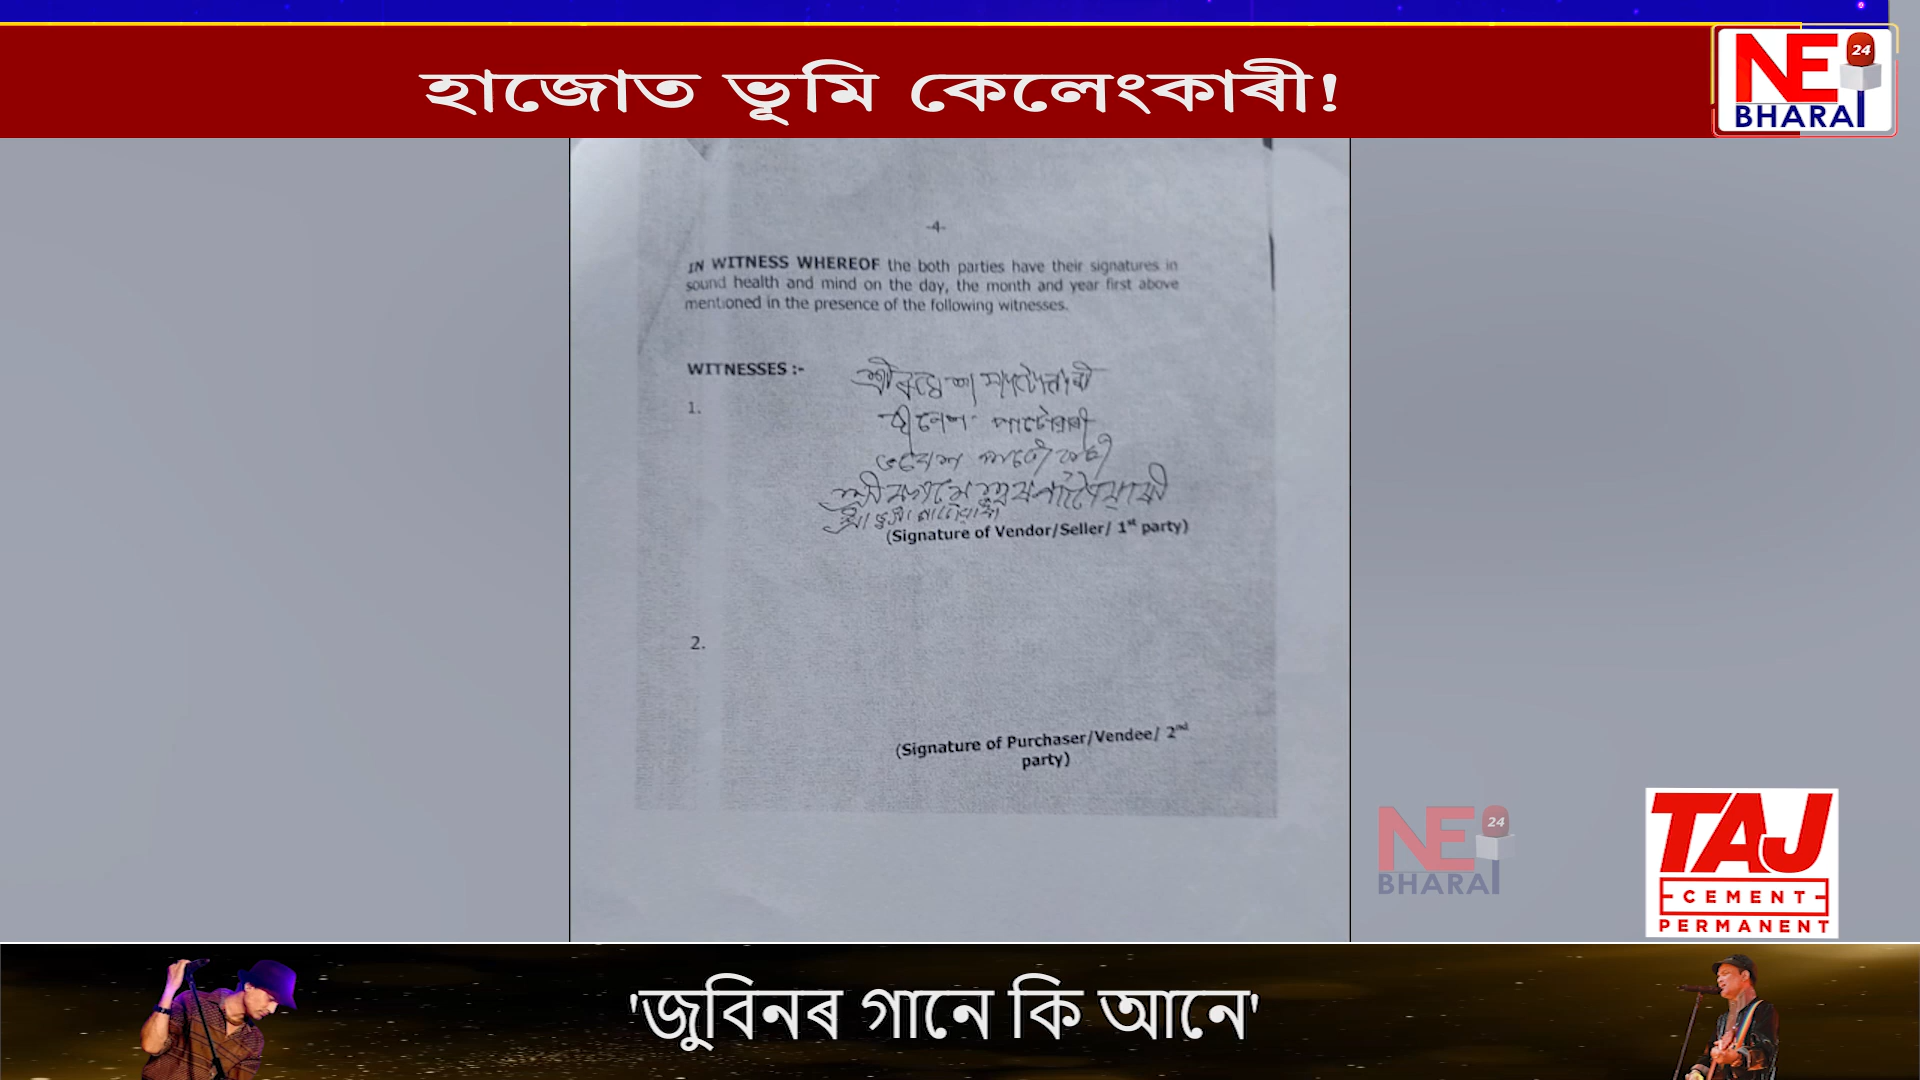 হাজোত ভূমি কেলেংকাৰী!
NE 24
BHARAT
-4-
IN WITNESS WHEREOF the both parties have their signatures in
sound health and mind on the day, the month and year first above
mentioned in the presence of the following witnesses.
WITNESSES :-
1.
পাটোৱাৰী
(Signature of Vendor/Seller/ 1st party)
2.
(Signature of Purchaser/Vendee/ 2nd
party)
NE 24
BHARAT
TAJ
CEMENT
PERMANENT
'জুবিনৰ গানে কি আনে'